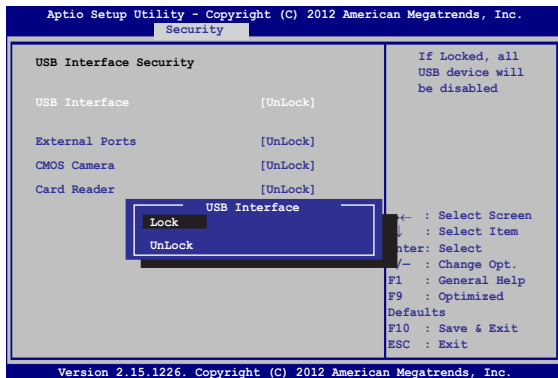 Aptio Setup Utility - Copyright (C) 2012 American Megatrends, Inc.
Security
USB Interface Security
USB Interface [UnLock]
External Ports [UnLock]
CMOS Camera [UnLock]
Card Reader [UnLock]
USB Interface
Lock
UnLock
If Locked, all
USB device will
be disabled
← : Select Screen
↓ : Select Item
nter: Select
/— : Change Opt.
F1 : General Help
F9 : Optimized
Defaults
F10 : Save & Exit
ESC : Exit
Version 2.15.1226. Copyright (C) 2012 American Megatrends, Inc.